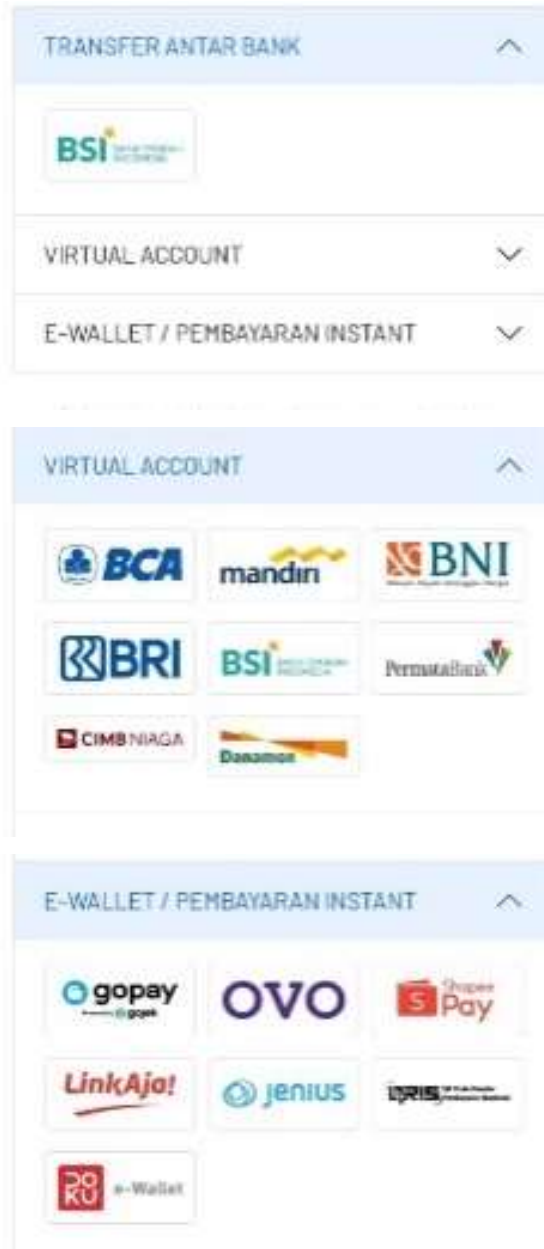 TRANSFER ANTAR BANK
BSI
VIRTUAL ACCOUNT
E-WALLET / PEMBAYARAN INSTANT
VIRTUAL ACCOUNT
BCA mandiri BNI
BRI BSI PermataBank
CIMB NIAGA Danamon
E-WALLET / PEMBAYARAN INSTANT
gopay OVO Shopee
gojek Pay
LinkAja! Jenius QRIS
DOKU e-Wallet